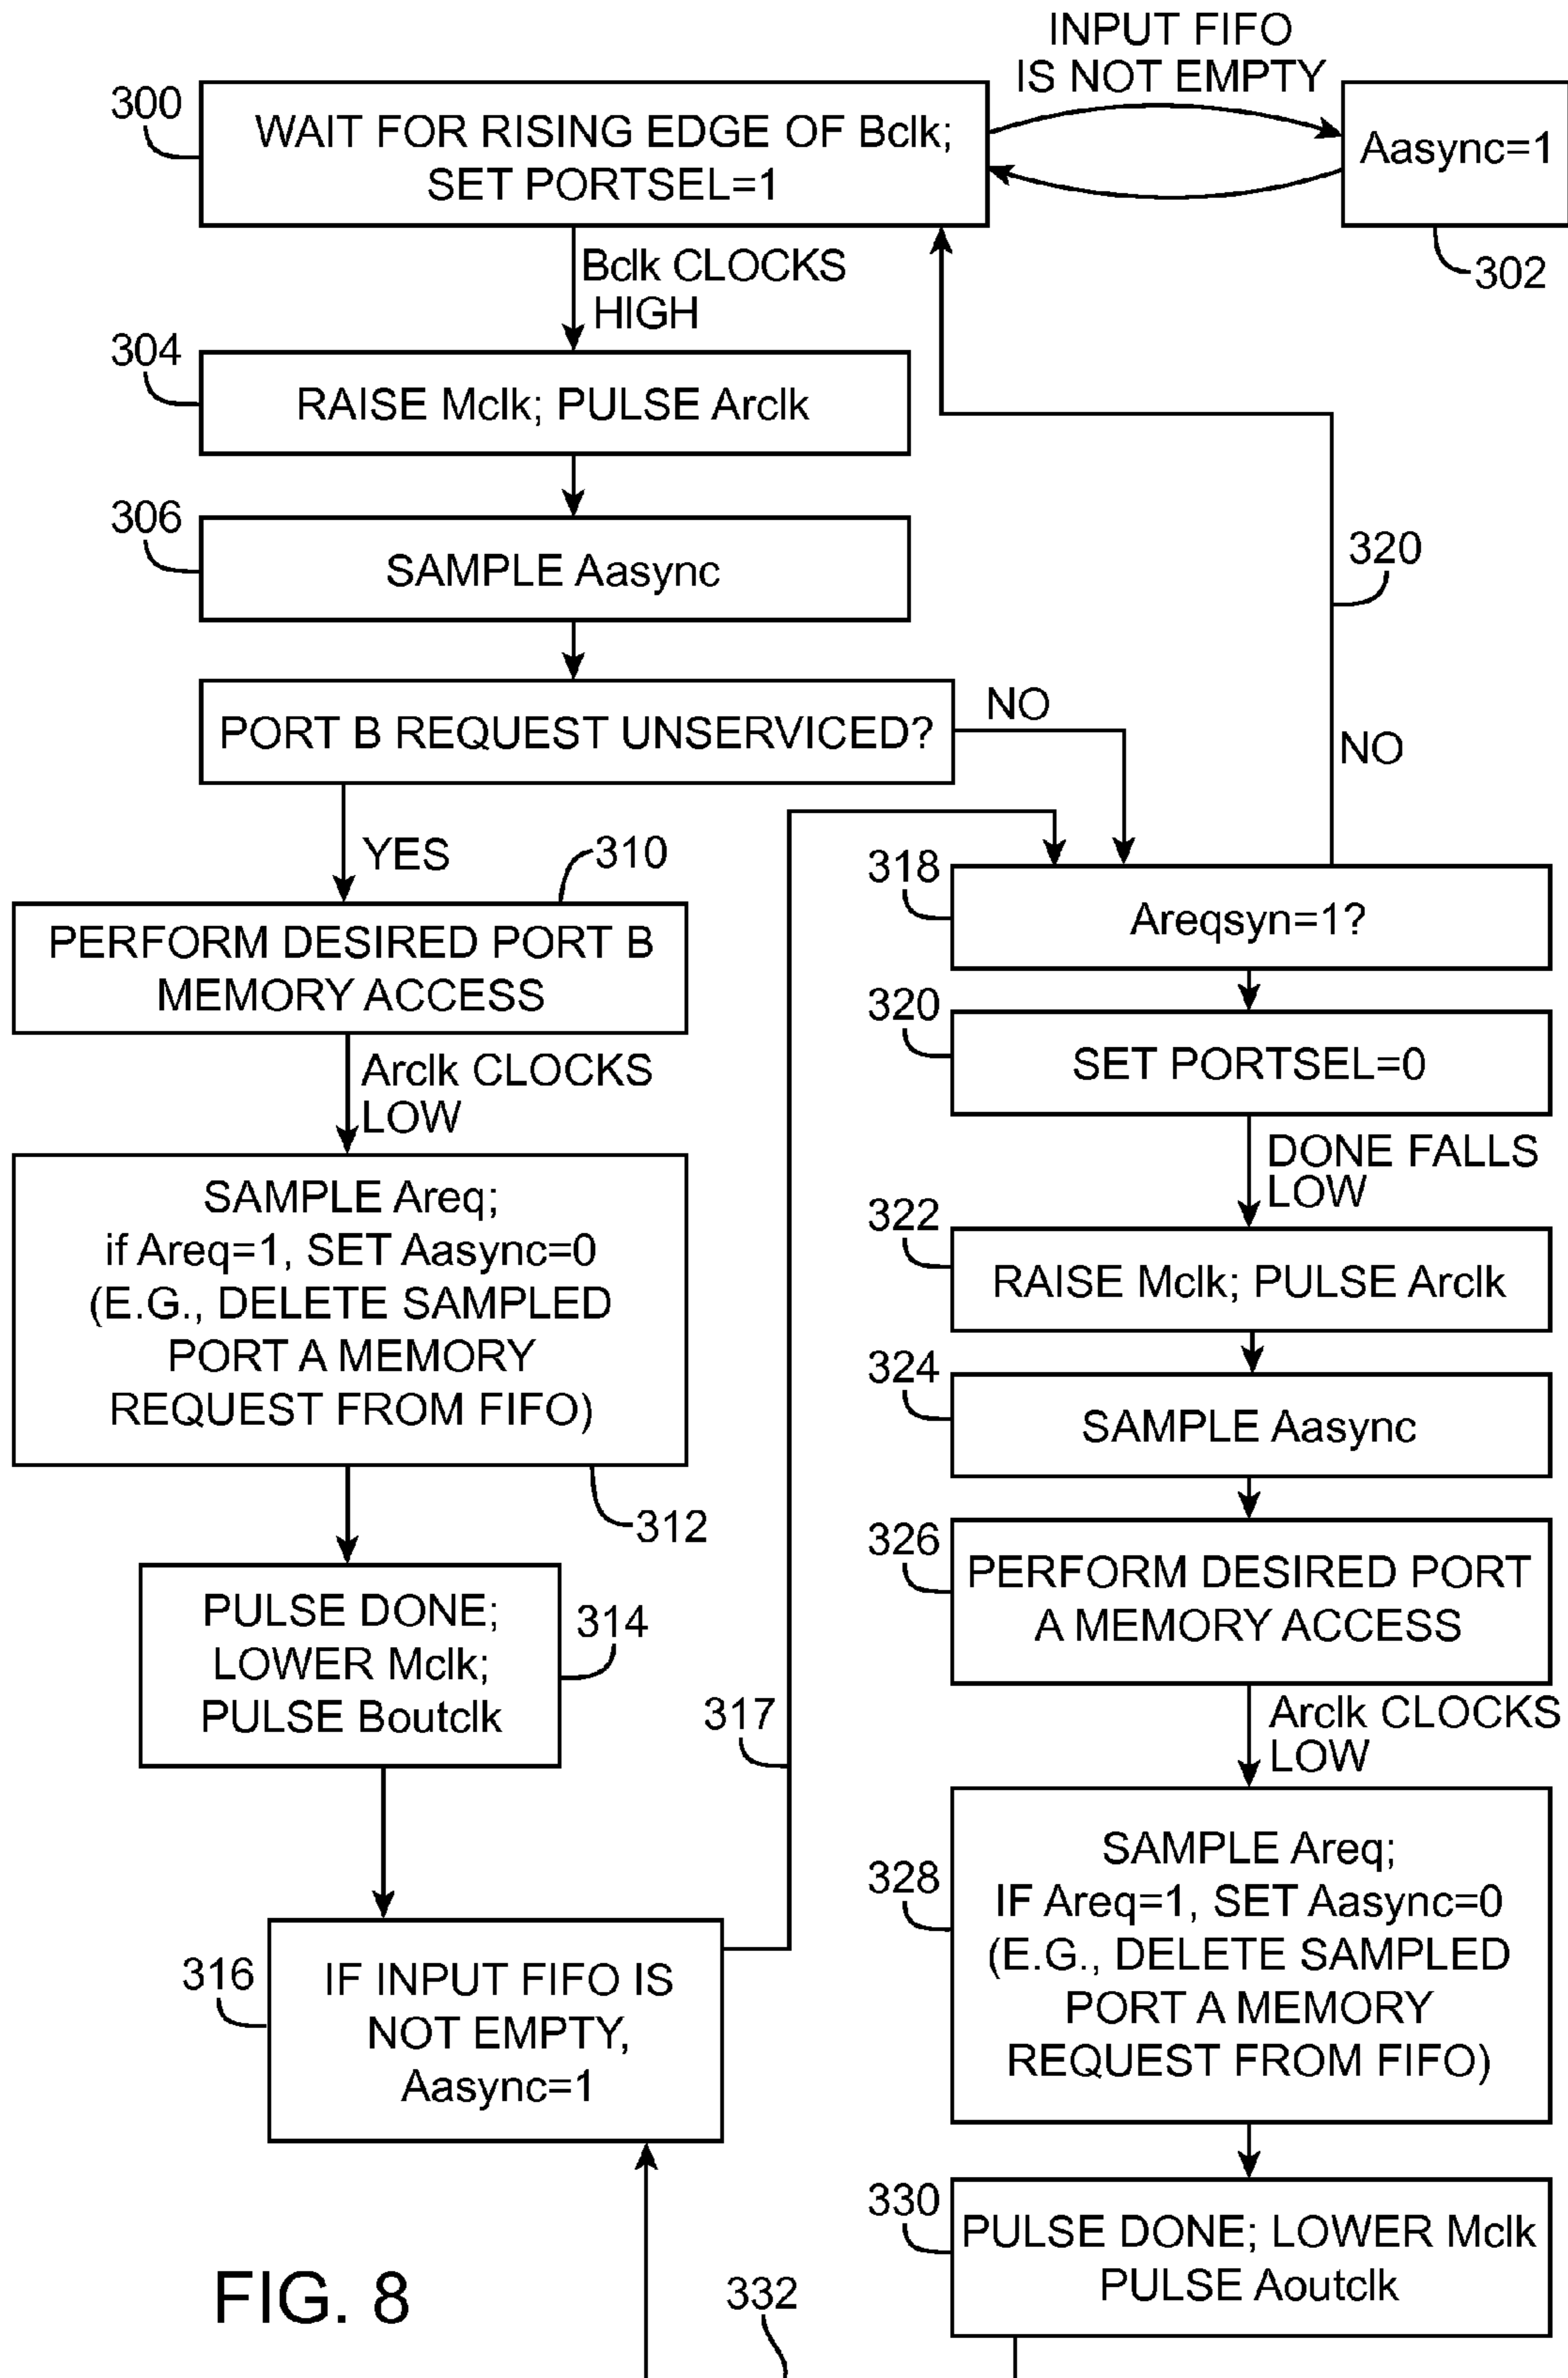 INPUT FIFO
IS NOT EMPTY
300
WAIT FOR RISING EDGE OF Bclk;
SET PORTSEL=1
Aasync=1
302
Bclk CLOCKS
HIGH
304
RAISE Mclk; PULSE Arclk
306
SAMPLE Aasync
320
PORT B REQUEST UNSERVICED?
NO
NO
YES
310
318
Areqsyn=1?
PERFORM DESIRED PORT B
MEMORY ACCESS
320
SET PORTSEL=0
Arclk CLOCKS
LOW
DONE FALLS
LOW
SAMPLE Areq;
if Areq=1, SET Aasync=0
(E.G., DELETE SAMPLED
PORT A MEMORY
REQUEST FROM FIFO)
312
322
RAISE Mclk; PULSE Arclk
324
SAMPLE Aasync
326
PERFORM DESIRED PORT
A MEMORY ACCESS
PULSE DONE;
LOWER Mclk;
PULSE Boutclk
314
317
Arclk CLOCKS
LOW
328
SAMPLE Areq;
IF Areq=1, SET Aasync=0
(E.G., DELETE SAMPLED
PORT A MEMORY
REQUEST FROM FIFO)
316
IF INPUT FIFO IS
NOT EMPTY,
Aasync=1
330
PULSE DONE; LOWER Mclk
PULSE Aoutclk
332
FIG. 8